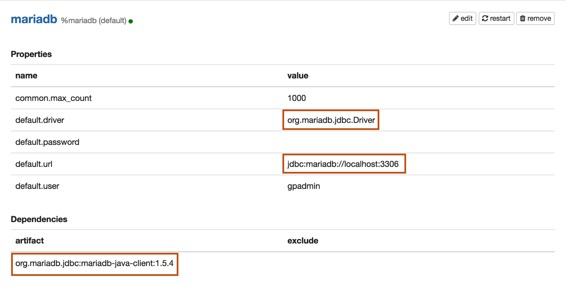 mariadb %mariadb (default)
edit restart remove
Properties
name value
common.max_count 1000
default.driver org.mariadb.jdbc.Driver
default.password
default.url jdbc:mariadb://localhost:3306
default.user gpadmin
Dependencies
artifact exclude
org.mariadb.jdbc:mariadb-java-client:1.5.4